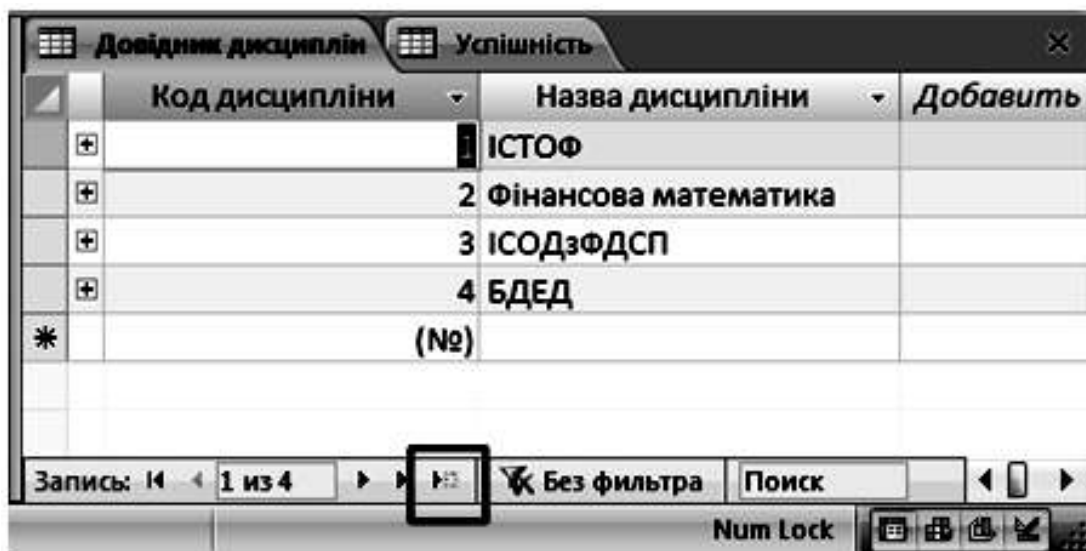 Довідник дисциплін Успішність
Код дисципліни Назва дисципліни Добавить
1 ІСТОФ
2 Фінансова математика
3 ІСОДзФДСП
4 БДЕД
(№)
Запись: 1 из 4 Без фильтра Поиск
Num Lock